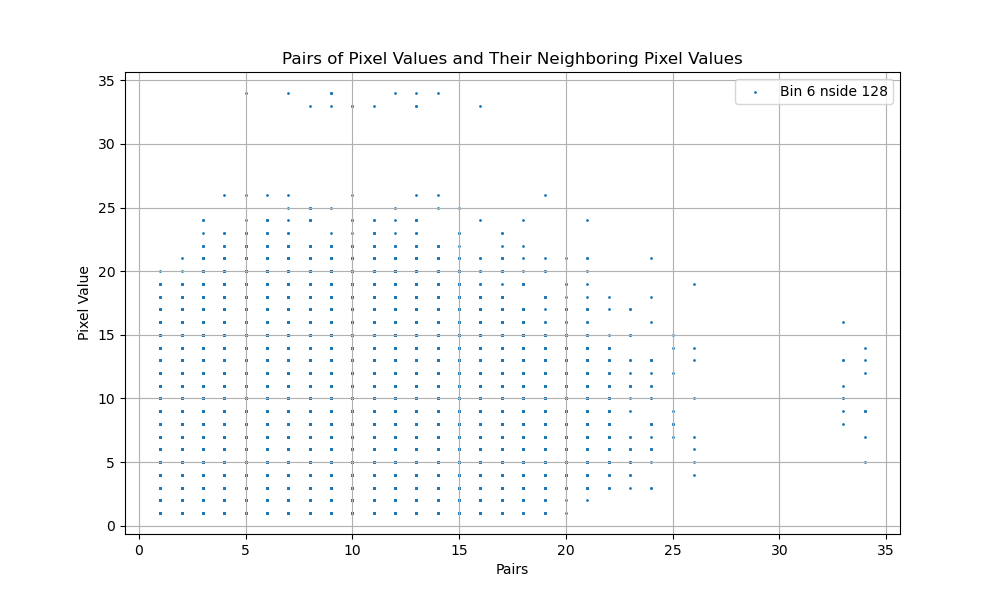 Pairs of Pixel Values and Their Neighboring Pixel Values
Bin 6 nside 128
35
30
25
20
15
10
5
0
Pixel Value
0 5 10 15 20 25 30 35
Pairs